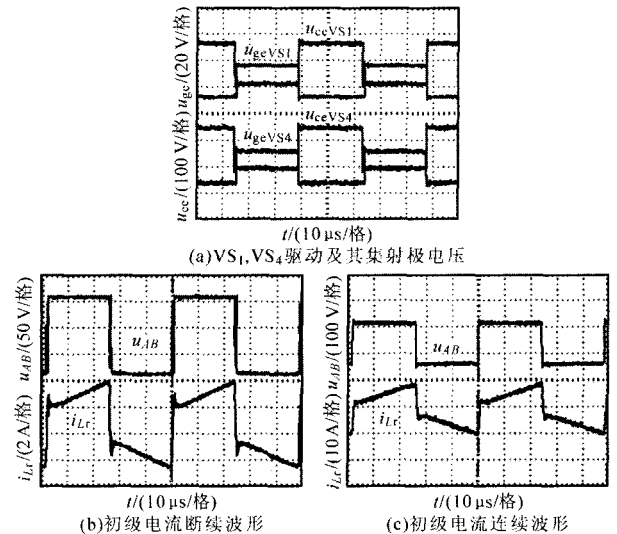 u_ceVS1
u_geVS1
u_ge/(20 V/格)
u_ceVS4
u_geVS4
u_ce/(100 V/格)
t/(10 μs/格)
(a)VS₁,VS₄驱动及其集射极电压
u_AB/(50 V/格)
u_AB
i_Lr/(2 A/格)
i_Lr
t/(10 μs/格)
(b)初级电流断续波形
u_AB/(100 V/格)
u_AB
i_Lr/(10 A/格)
i_Lr
t/(10 μs/格)
(c)初级电流连续波形